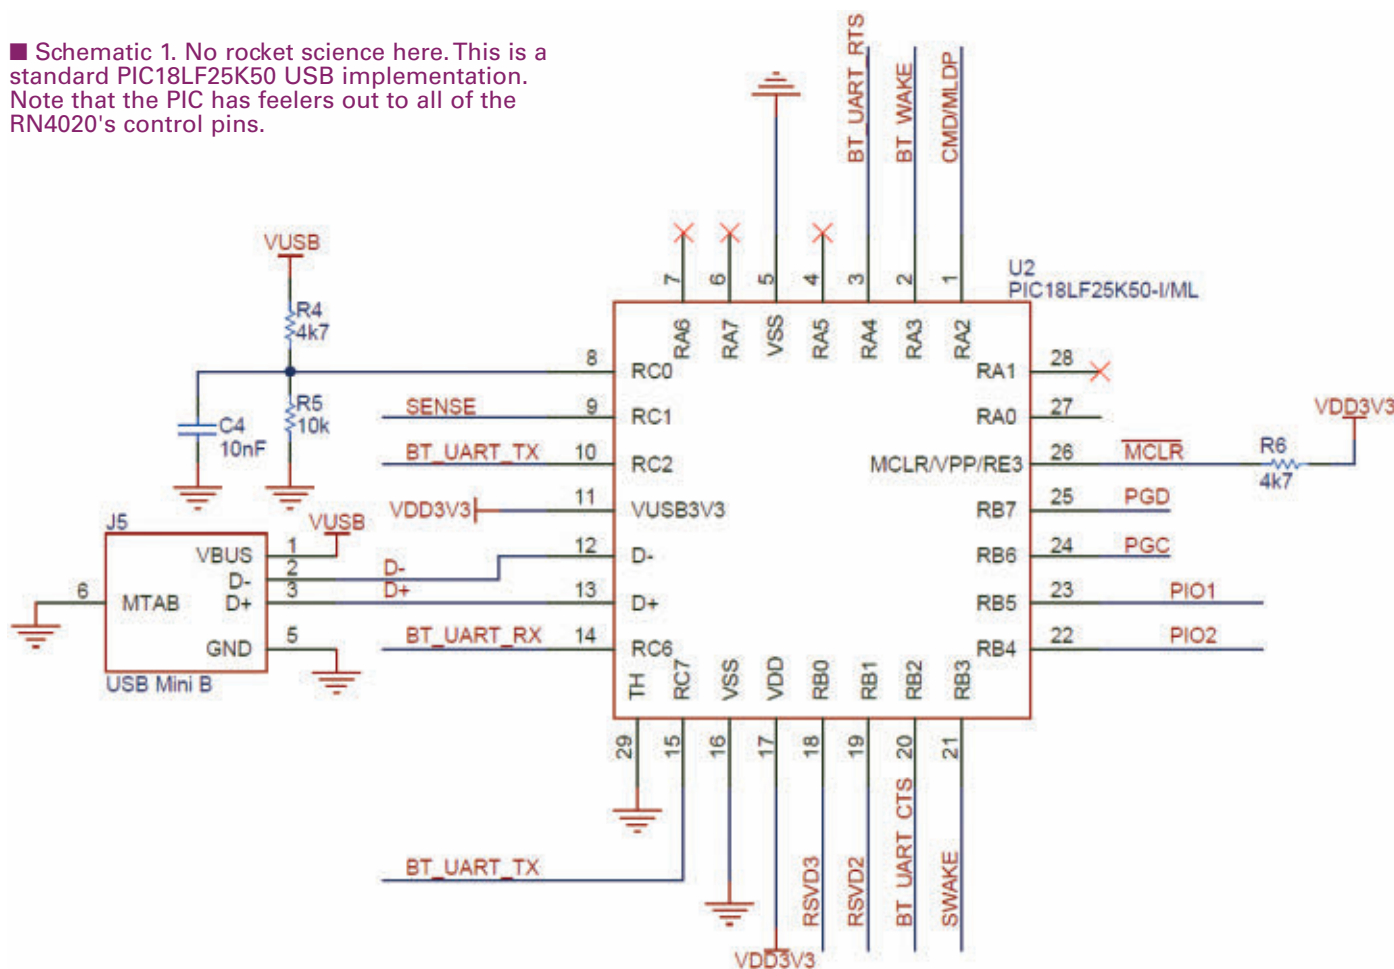 ■ Schematic 1. No rocket science here. This is a
standard PIC18LF25K50 USB implementation.
Note that the PIC has feelers out to all of the
RN4020's control pins.
BT_UART_RTS
BT_WAKE
CMD/MLDP
VUSB
R4
4k7
R5
10k
C4
10nF
U2
PIC18LF25K50-I/ML
7
6
5
4
3
2
1
RA6
RA7
VSS
RA5
RA4
RA3
RA2
8
RC0
SENSE
9
RC1
BT_UART_TX
10
RC2
VDD3V3
11
VUSB3V3
12
D-
13
D+
BT_UART_RX
14
RC6
RA1
28
RA0
27
MCLR/VPP/RE3
26
MCLR
R6
4k7
VDD3V3
RB7
25
PGD
RB6
24
PGC
RB5
23
PIO1
RB4
22
PIO2
J5
VUSB
VBUS
1
D-
2
D-
D+
3
D+
6
MTAB
GND
5
USB Mini B
TH
RC7
VSS
VDD
RB0
RB1
RB2
RB3
29
15
16
17
18
19
20
21
BT_UART_TX
VDD3V3
RSVD3
RSVD2
BT_UART_CTS
SWAKE